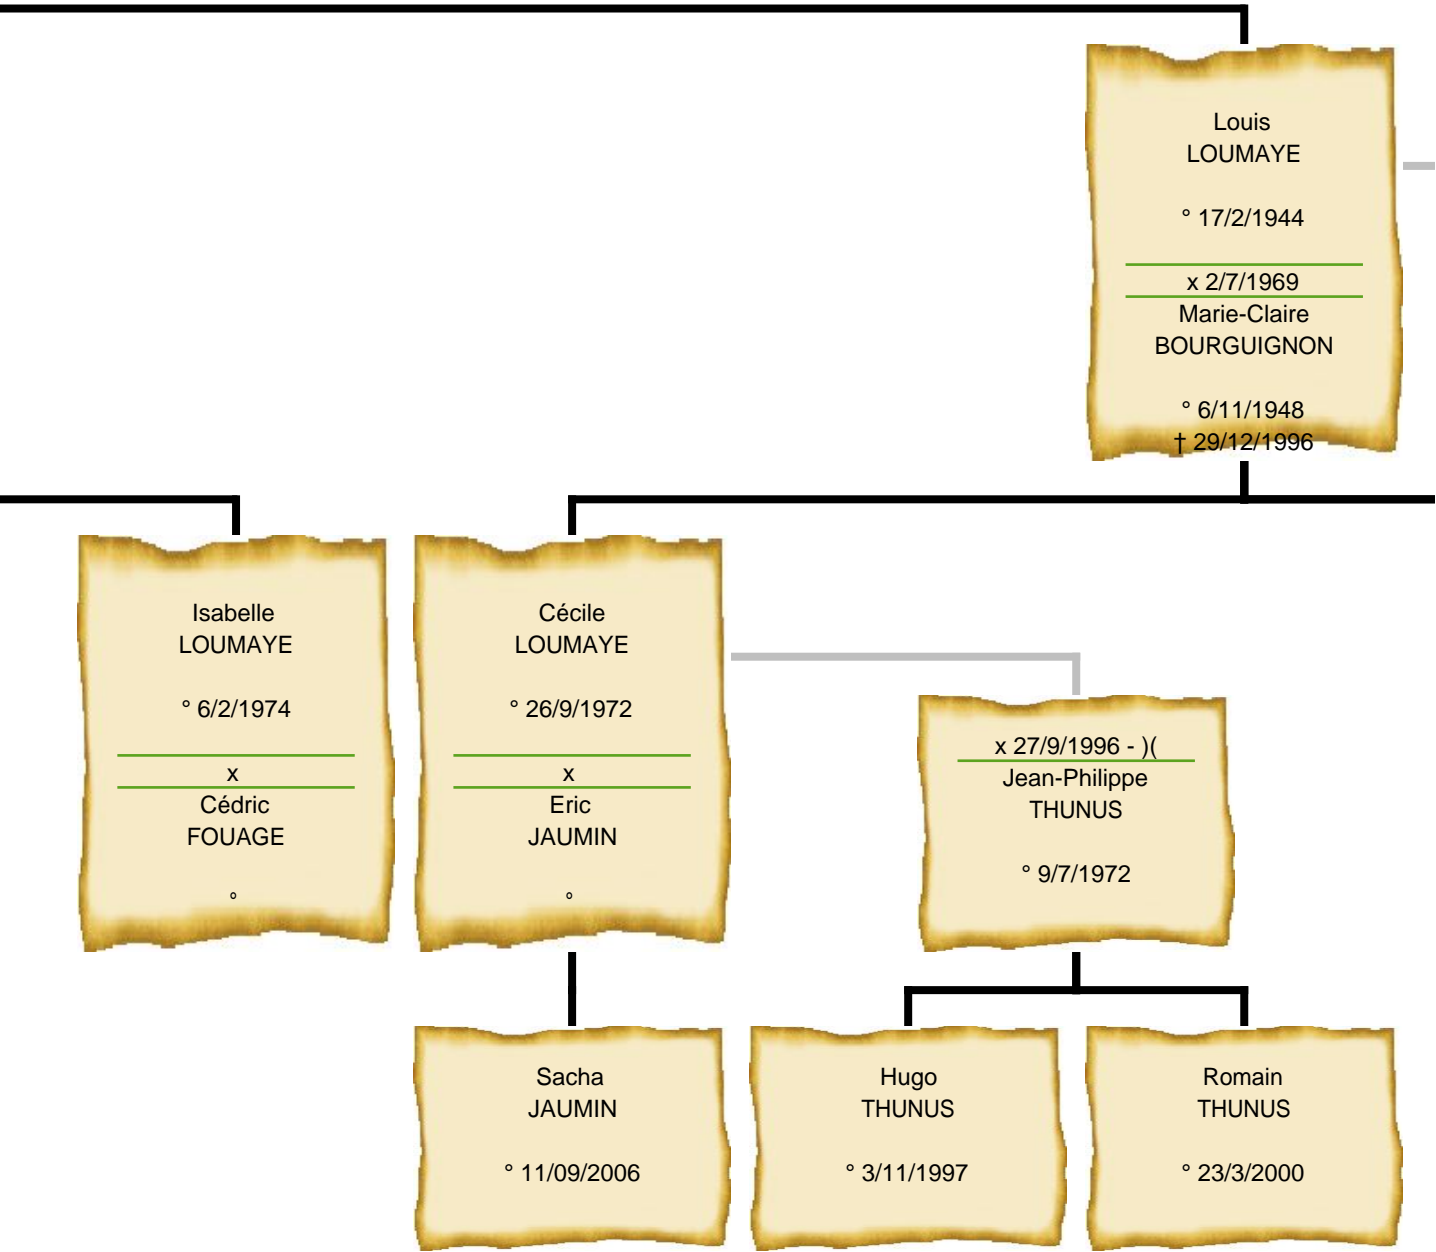 Louis
LOUMAYE
° 17/2/1944
x 2/7/1969
Marie-Claire
BOURGUIGNON
° 6/11/1948
† 29/12/1996
Isabelle
LOUMAYE
° 6/2/1974
x
Cédric
FOUAGE
°
Cécile
LOUMAYE
° 26/9/1972
x
Eric
JAUMIN
°
x 27/9/1996 - )(
Jean-Philippe
THUNUS
° 9/7/1972
Sacha
JAUMIN
° 11/09/2006
Hugo
THUNUS
° 3/11/1997
Romain
THUNUS
° 23/3/2000